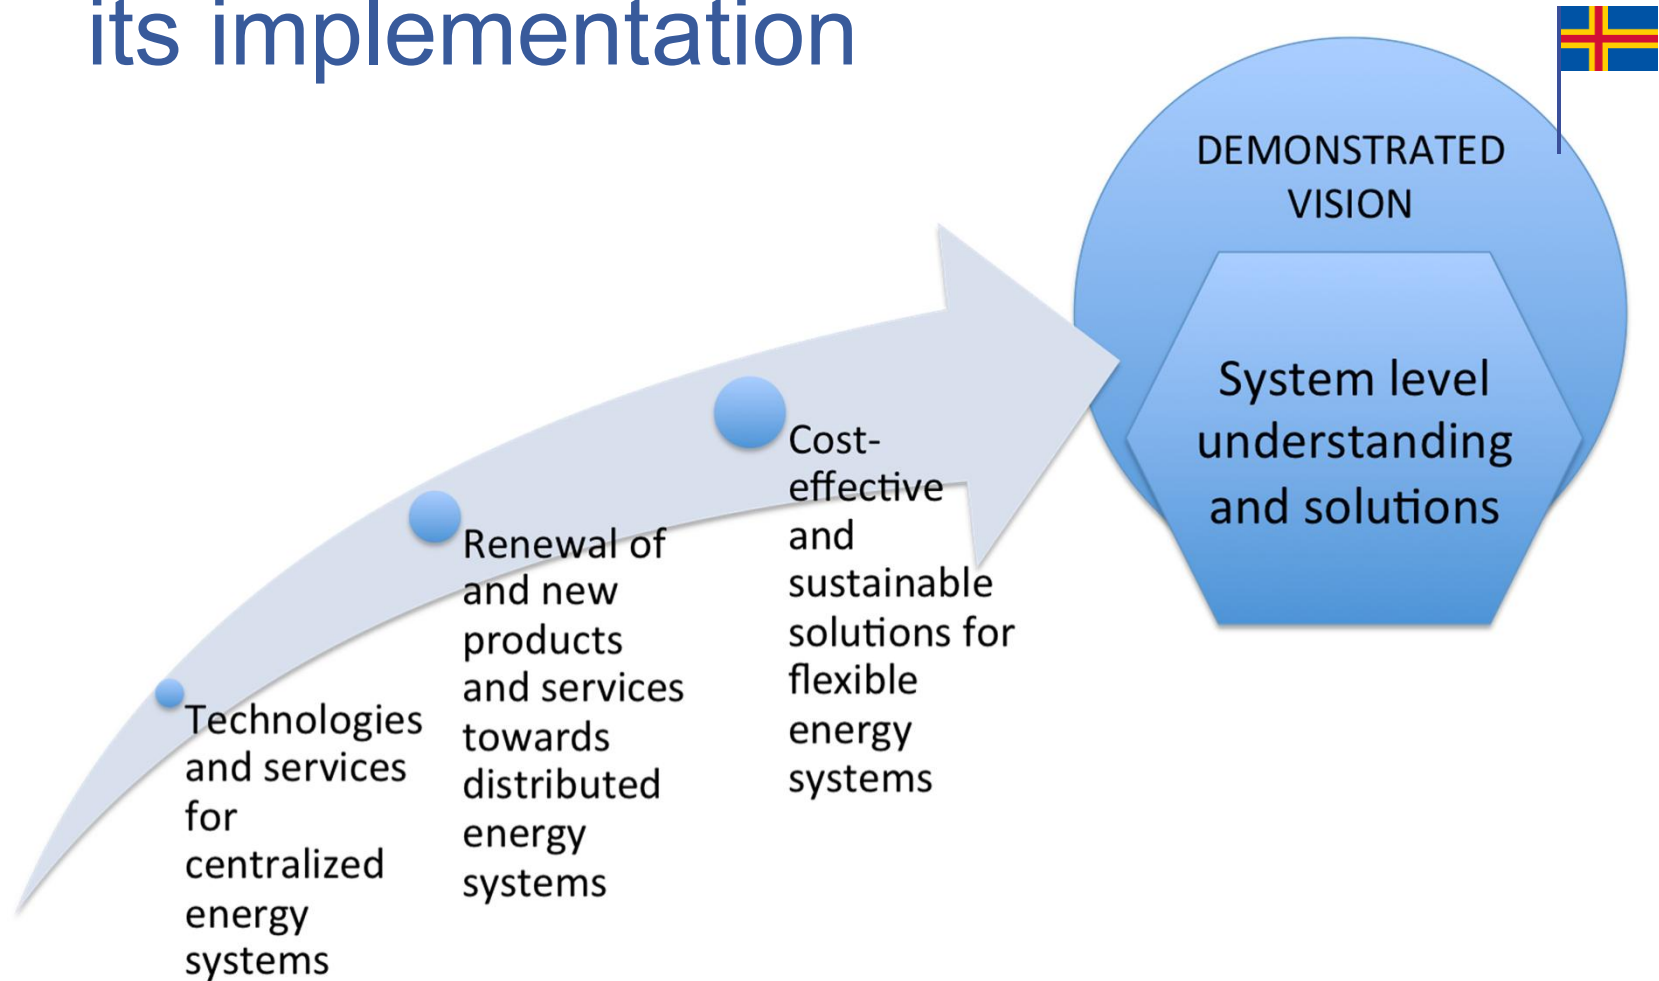 its implementation
DEMONSTRATED
VISION
System level
understanding
and solutions
Cost-
effective
and
sustainable
solutions for
flexible
energy
systems
Renewal of
and new
products
and services
towards
distributed
energy
systems
Technologies
and services
for
centralized
energy
systems